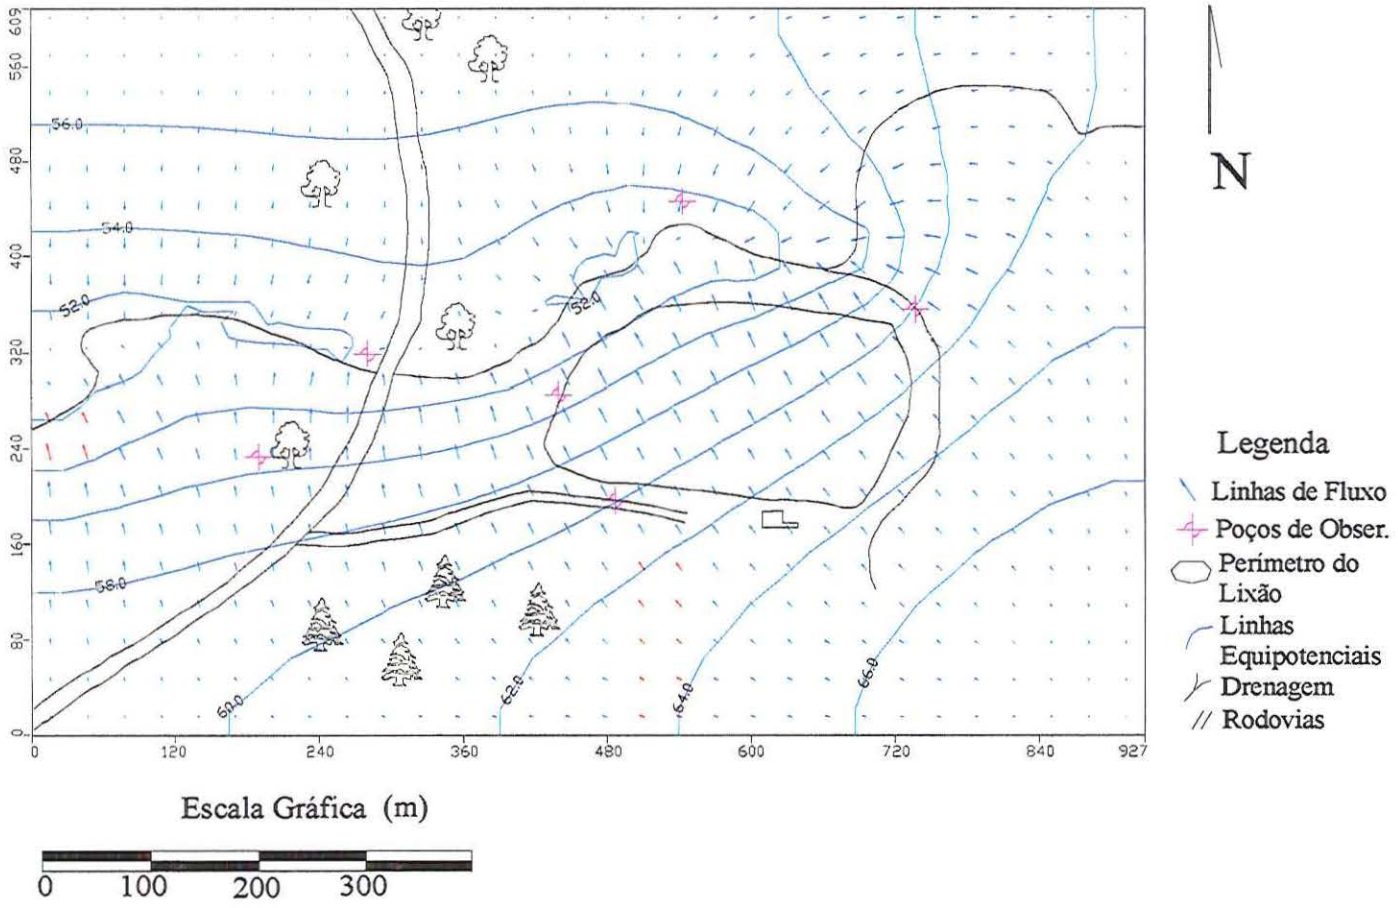 609
560
480
400
320
240
160
80
0
56.0
54.0
52.0
52.0
58.0
60.0
62.0
64.0
66.0
0
120
240
360
480
600
720
840
927
N
Legenda
Linhas de Fluxo
Poços de Obser.
Perímetro do
Lixão
Linhas
Equipotenciais
Drenagem
Rodovias
Escala Gráfica (m)
0
100
200
300